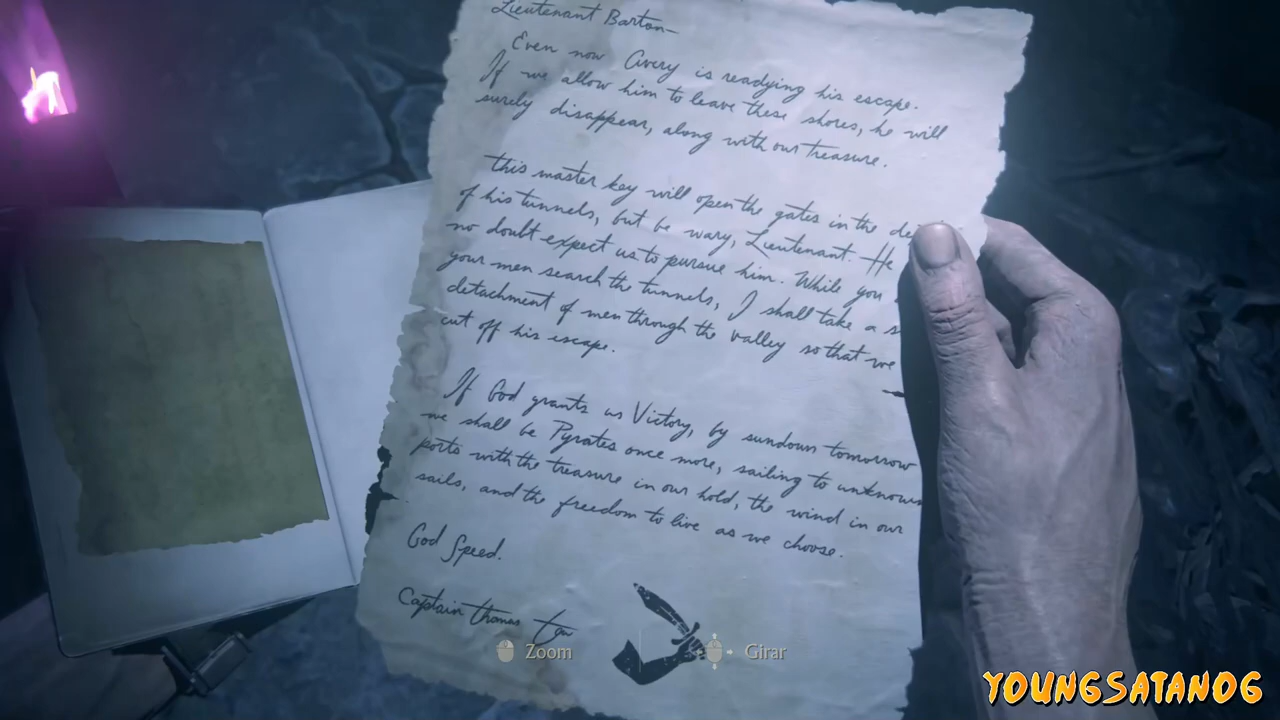 Lieutenant Barton—
Even now Avery is readying his escape.
If we allow him to leave these shores, he will
surely disappear, along with our treasure.
this master key will open the gates in the
of his tunnels, but be wary, Lieutenant. He
no doubt expect us to pursue him. While you
your men search the tunnels, I shall take a
detachment of men through the valley so that we
cut off his escape.
If God grants us Victory, by sundown tomorrow
we shall be Pyrates once more, sailing to unknown
ports with the treasure in our hold, the wind in our
sails, and the freedom to live as we choose.
God Speed.
Captain thomas tew
Zoom
Girar
YOUNGSATAN06